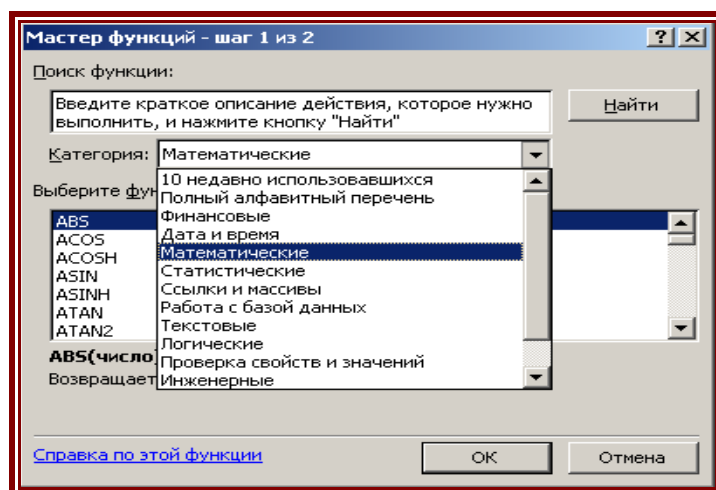 Мастер функций - шаг 1 из 2
Поиск функции:
Введите краткое описание действия, которое нужно
выполнить, и нажмите кнопку "Найти"
Найти
Категория:
Математические
10 недавно использовавшихся
Полный алфавитный перечень
Финансовые
Дата и время
Математические
Статистические
Ссылки и массивы
Работа с базой данных
Текстовые
Логические
Проверка свойств и значений
Инженерные
Выберите фун
ABS
ACOS
ACOSH
ASIN
ASINH
ATAN
ATAN2
ABS(число)
Возвращает
Справка по этой функции
ОК
Отмена